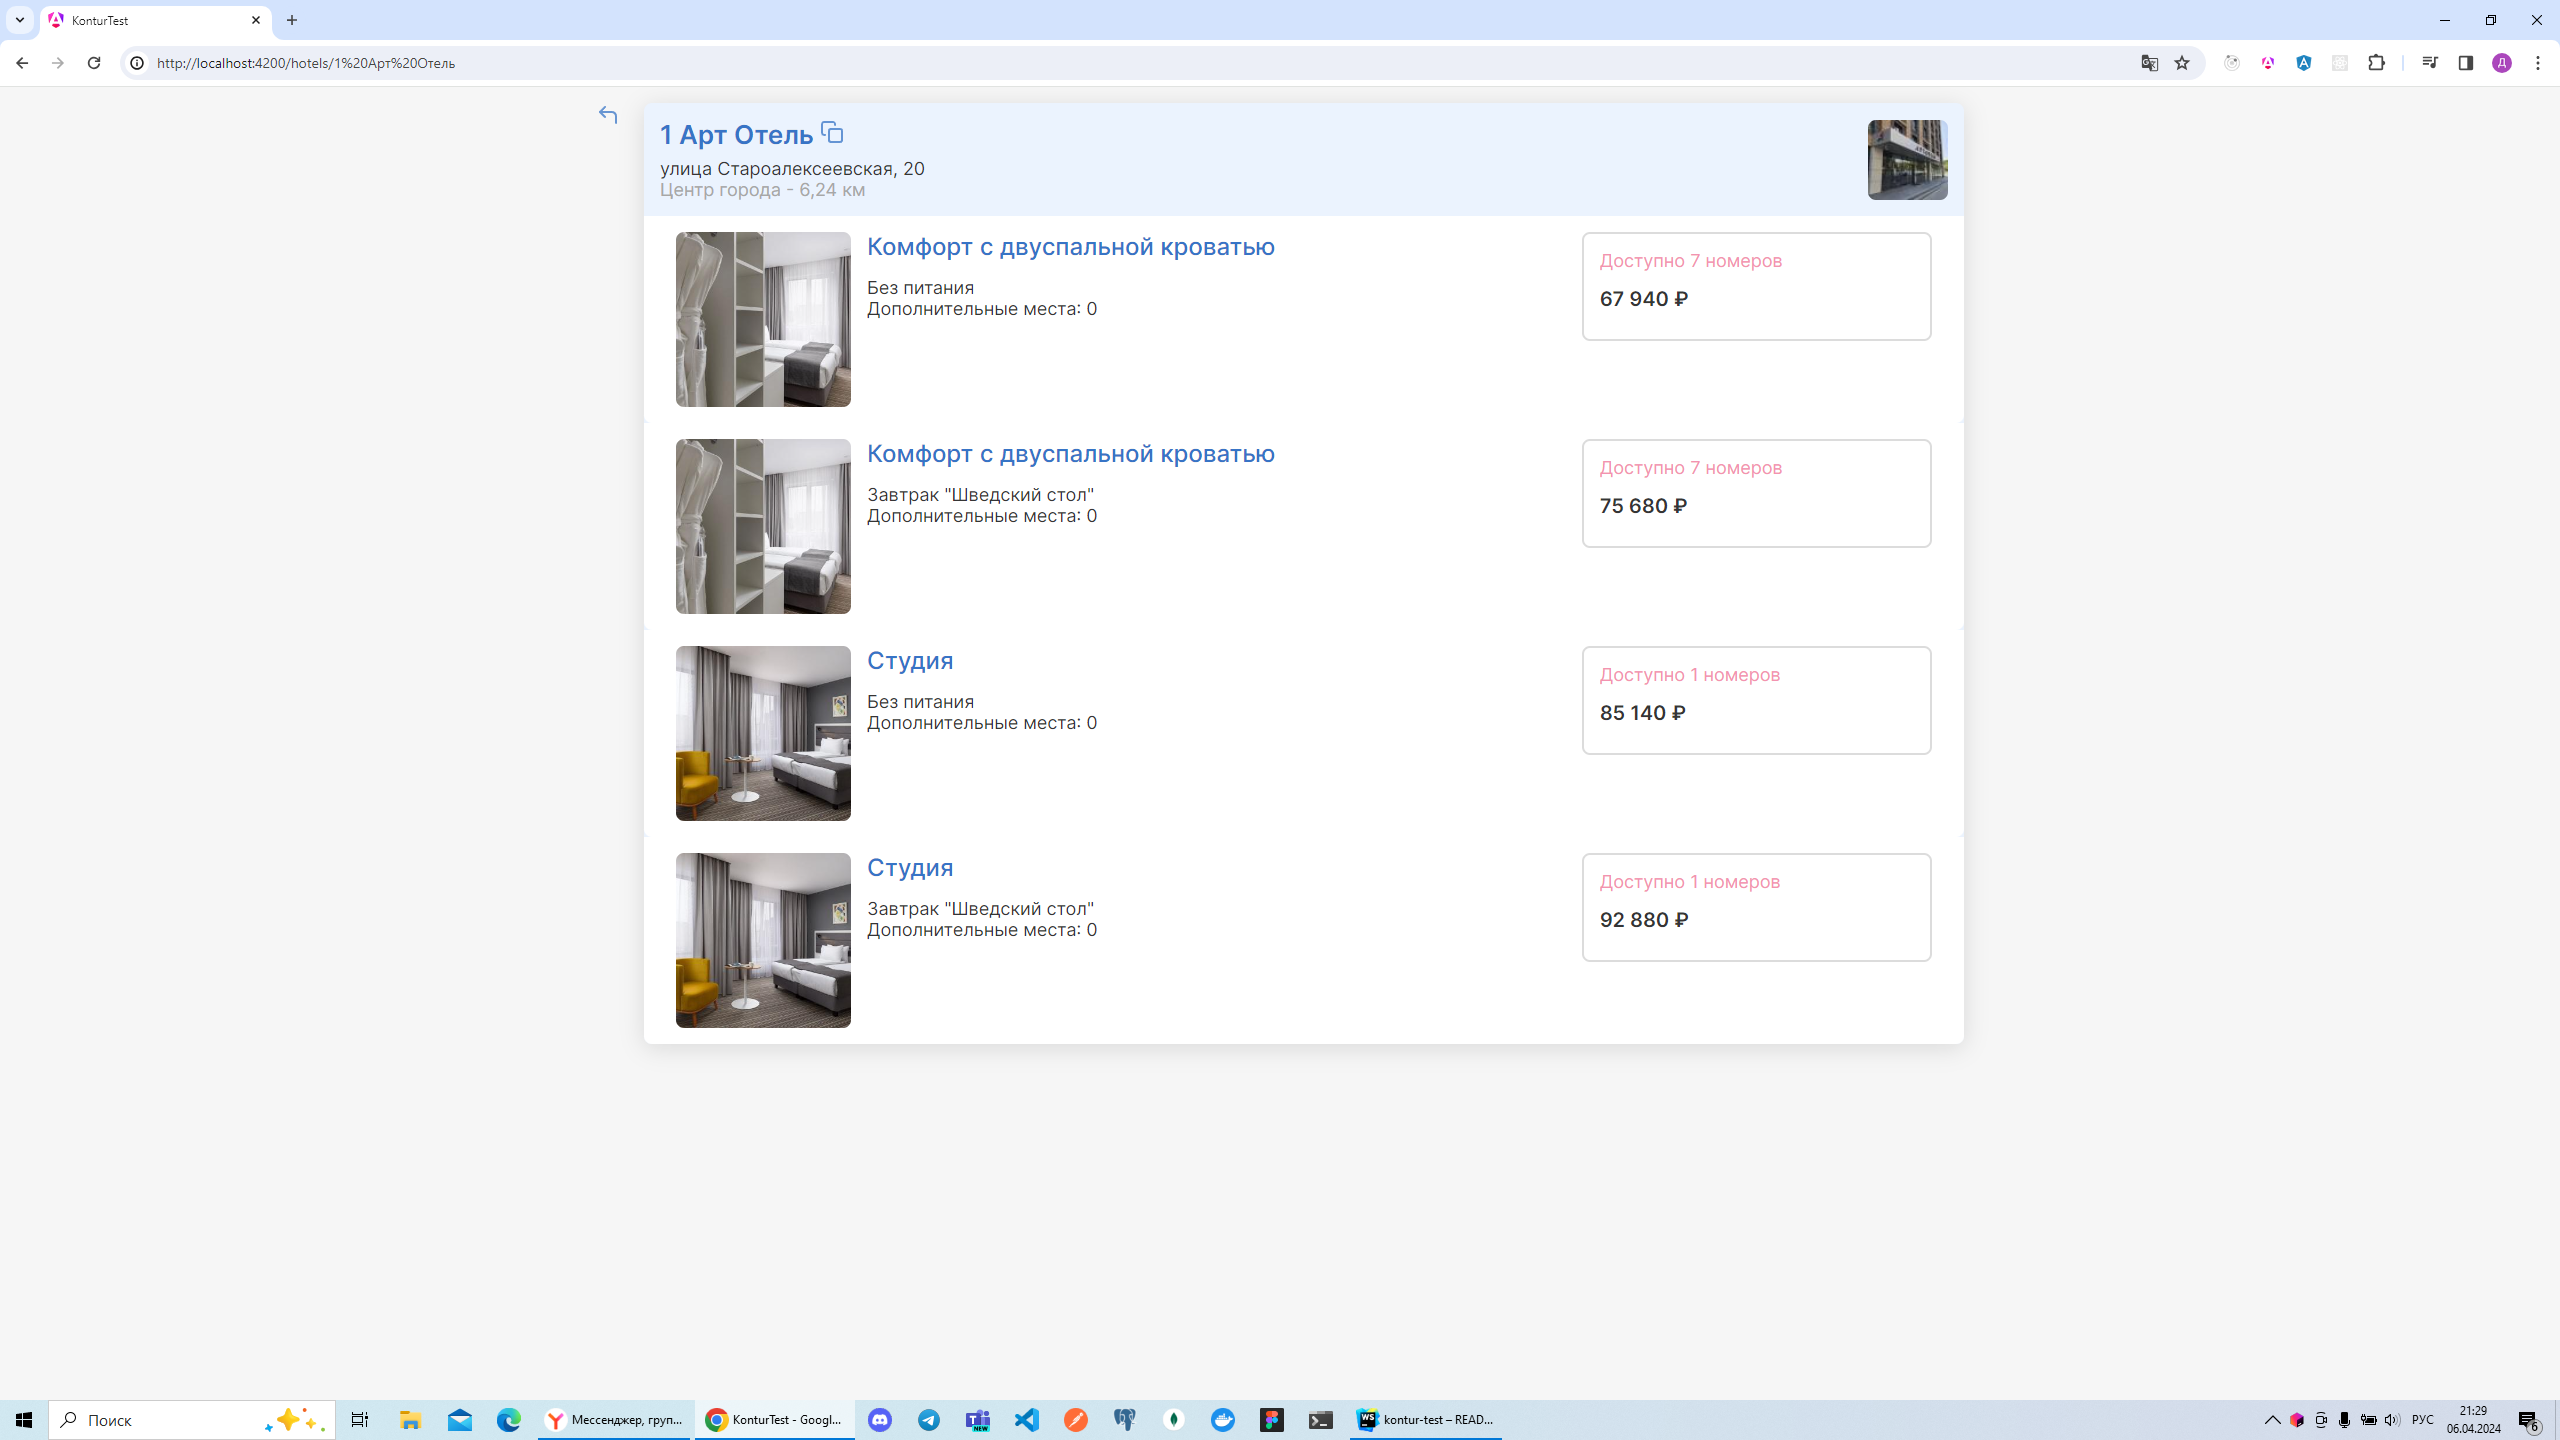 KonturTest
http://localhost:4200/hotels/1%20Арт%20Отель
Д
1 Арт Отель
улица Староалексеевская, 20
Центр города - 6,24 км
Комфорт с двуспальной кроватью
Без питания
Дополнительные места: 0
Доступно 7 номеров
67 940 ₽
Комфорт с двуспальной кроватью
Завтрак "Шведский стол"
Дополнительные места: 0
Доступно 7 номеров
75 680 ₽
Студия
Без питания
Дополнительные места: 0
Доступно 1 номеров
85 140 ₽
Студия
Завтрак "Шведский стол"
Дополнительные места: 0
Доступно 1 номеров
92 880 ₽
Поиск
Мессенджер, груп...
KonturTest - Googl...
NEW
WS
kontur-test – READ...
РУС
21:29
06.04.2024
6